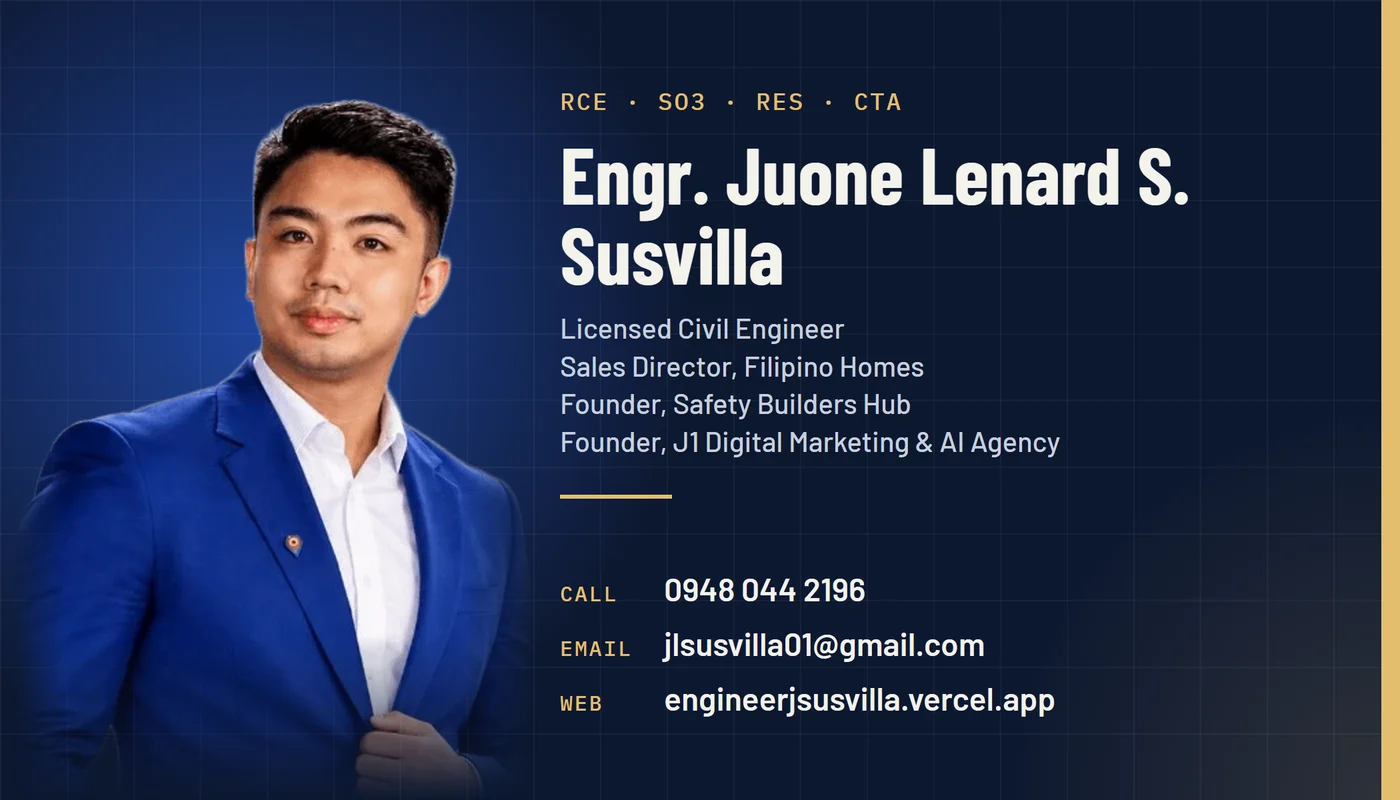 RCE · SO3 · RES · CTA
Engr. Juone Lenard S.
Susvilla
Licensed Civil Engineer
Sales Director, Filipino Homes
Founder, Safety Builders Hub
Founder, J1 Digital Marketing & AI Agency
CALL 0948 044 2196
EMAIL jlsusvilla01@gmail.com
WEB engineerjsusvilla.vercel.app